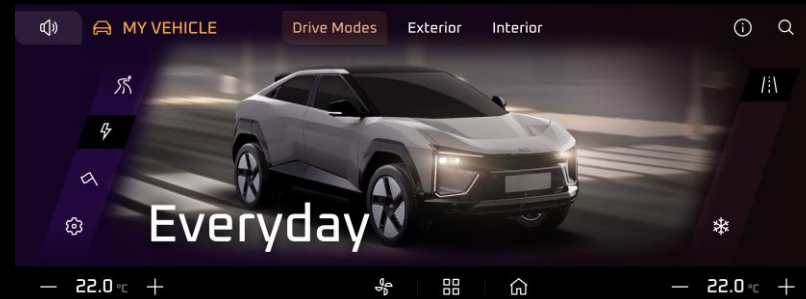 MY VEHICLE Drive Modes Exterior Interior
Everyday
22.0 °C 22.0 °C